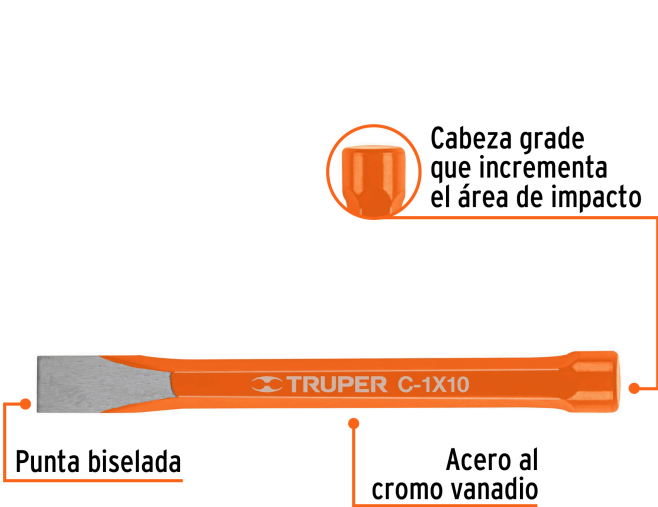 Cabeza grade
que incrementa
el área de impacto
TRUPER C-1X10
Punta biselada
Acero al
cromo vanadio